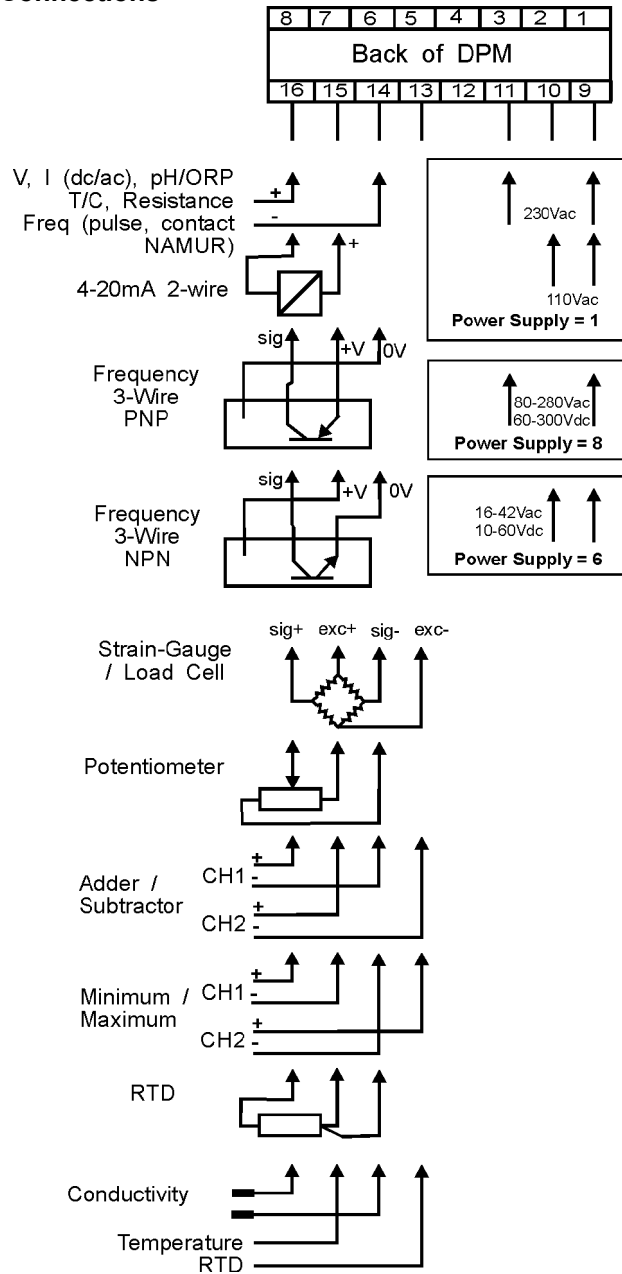 8 7 6 5 4 3 2 1
Back of DPM
16 15 14 13 12 11 10 9
V, I (dc/ac), pH/ORP
T/C, Resistance
Freq (pulse, contact
NAMUR)
+
-
4-20mA 2-wire
+
230Vac
110Vac
Power Supply = 1
Frequency
3-Wire
PNP
sig +V 0V
80-280Vac
60-300Vdc
Power Supply = 8
Frequency
3-Wire
NPN
sig +V 0V
16-42Vac
10-60Vdc
Power Supply = 6
Strain-Gauge
/ Load Cell
sig+ exc+ sig- exc-
Potentiometer
Adder /
Subtractor
CH1 + -
CH2 + -
Minimum /
Maximum
CH1 + -
CH2 + -
RTD
Conductivity
Temperature
RTD